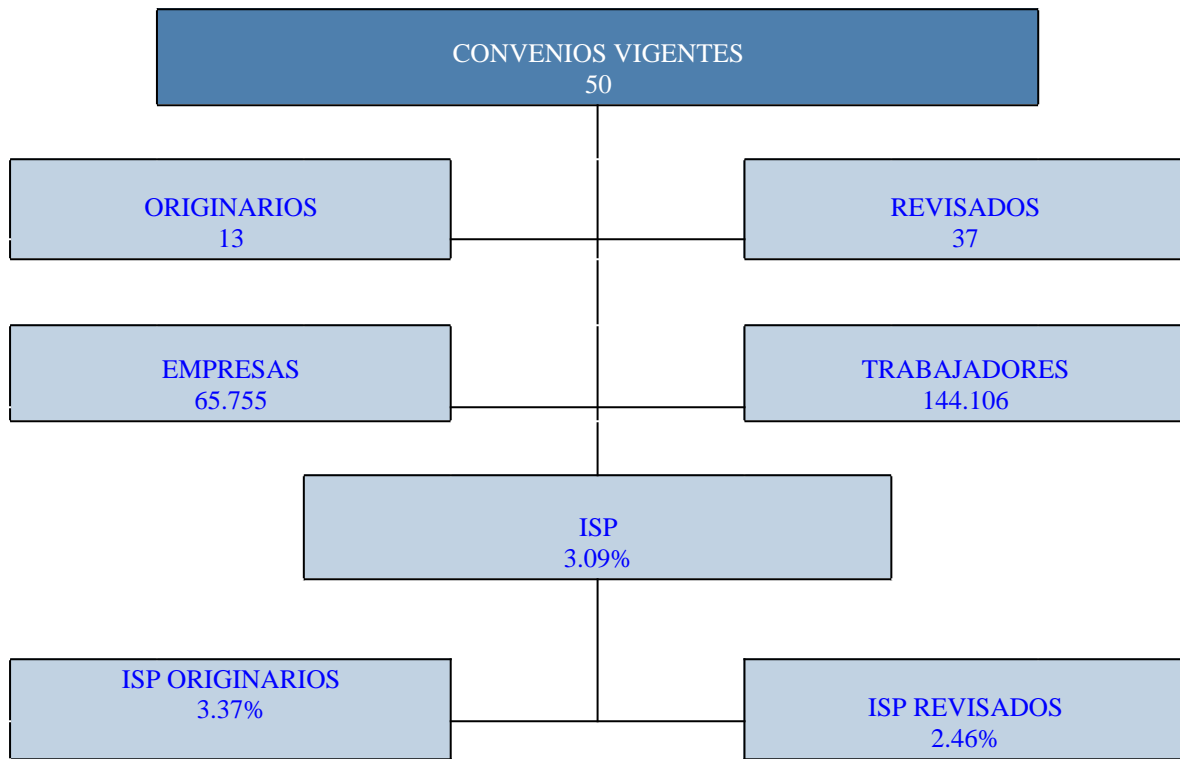 CONVENIOS VIGENTES
50
ORIGINARIOS
13
REVISADOS
37
EMPRESAS
65.755
TRABAJADORES
144.106
ISP
3.09%
ISP ORIGINARIOS
3.37%
ISP REVISADOS
2.46%